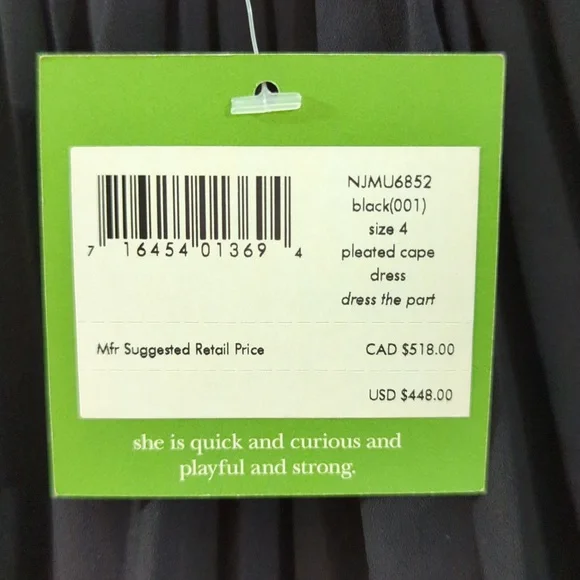 NJMU6852
black(001)
size 4
pleated cape
dress
dress the part
7 16454 01369 4
Mfr Suggested Retail Price CAD $518.00
USD $448.00
she is quick and curious and
playful and strong.